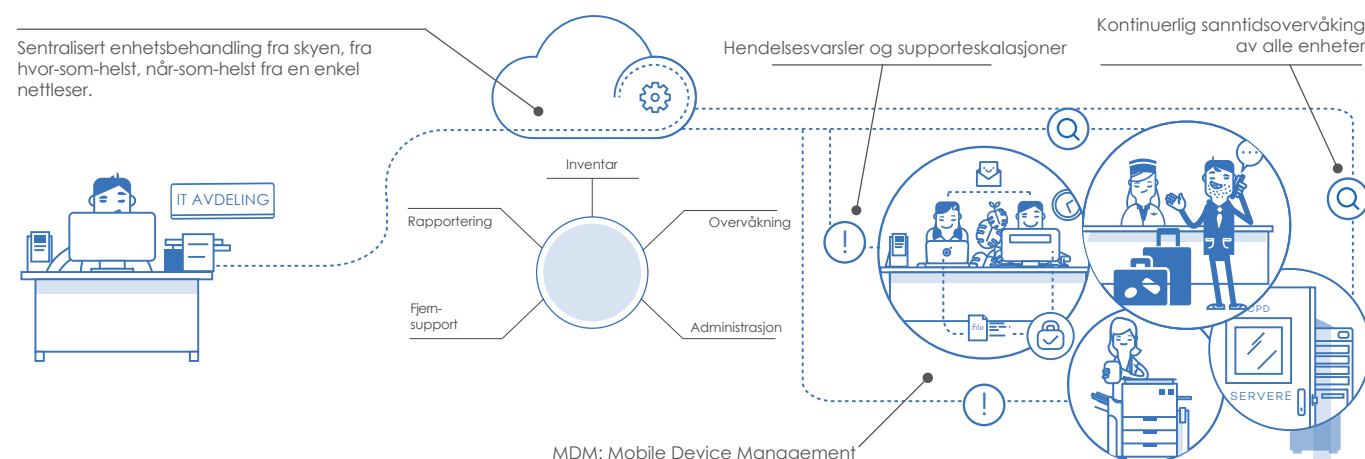 Sentralisert enhetsbehandling fra skyen, fra
hvor-som-helst, når-som-helst fra en enkel
nettleser.
Hendelsesvarsler og supporteskalasjoner
Kontinuerlig sanntidsovervåking
av alle enheter
IT AVDELING
Inventar
Rapportering
Overvåkning
Fjern-
support
Administrasjon
.file
CPD
SERVERE
MDM: Mobile Device Management